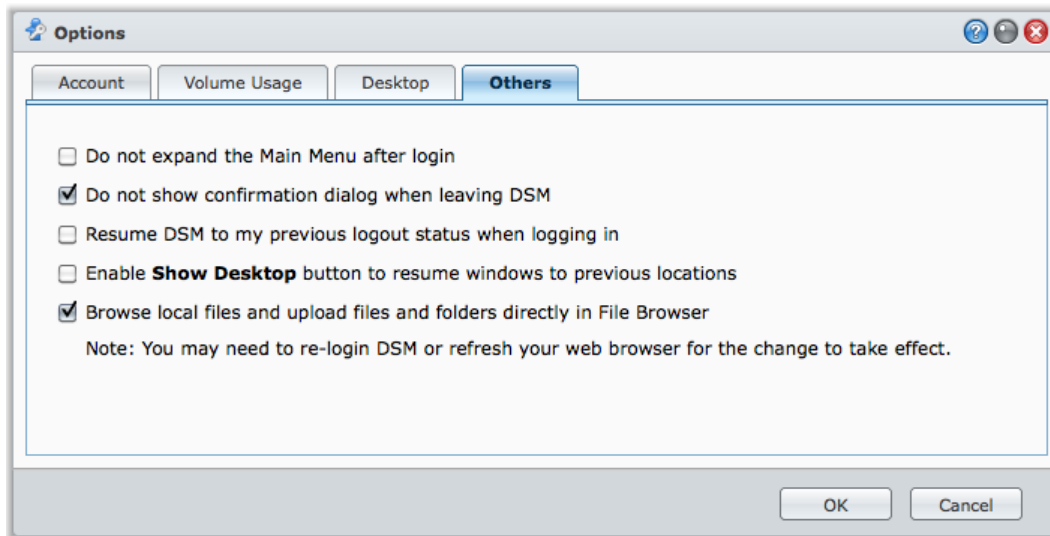 Options
Account
Volume Usage
Desktop
Others
Do not expand the Main Menu after login
Do not show confirmation dialog when leaving DSM
Resume DSM to my previous logout status when logging in
Enable Show Desktop button to resume windows to previous locations
Browse local files and upload files and folders directly in File Browser
Note: You may need to re-login DSM or refresh your web browser for the change to take effect.
OK
Cancel